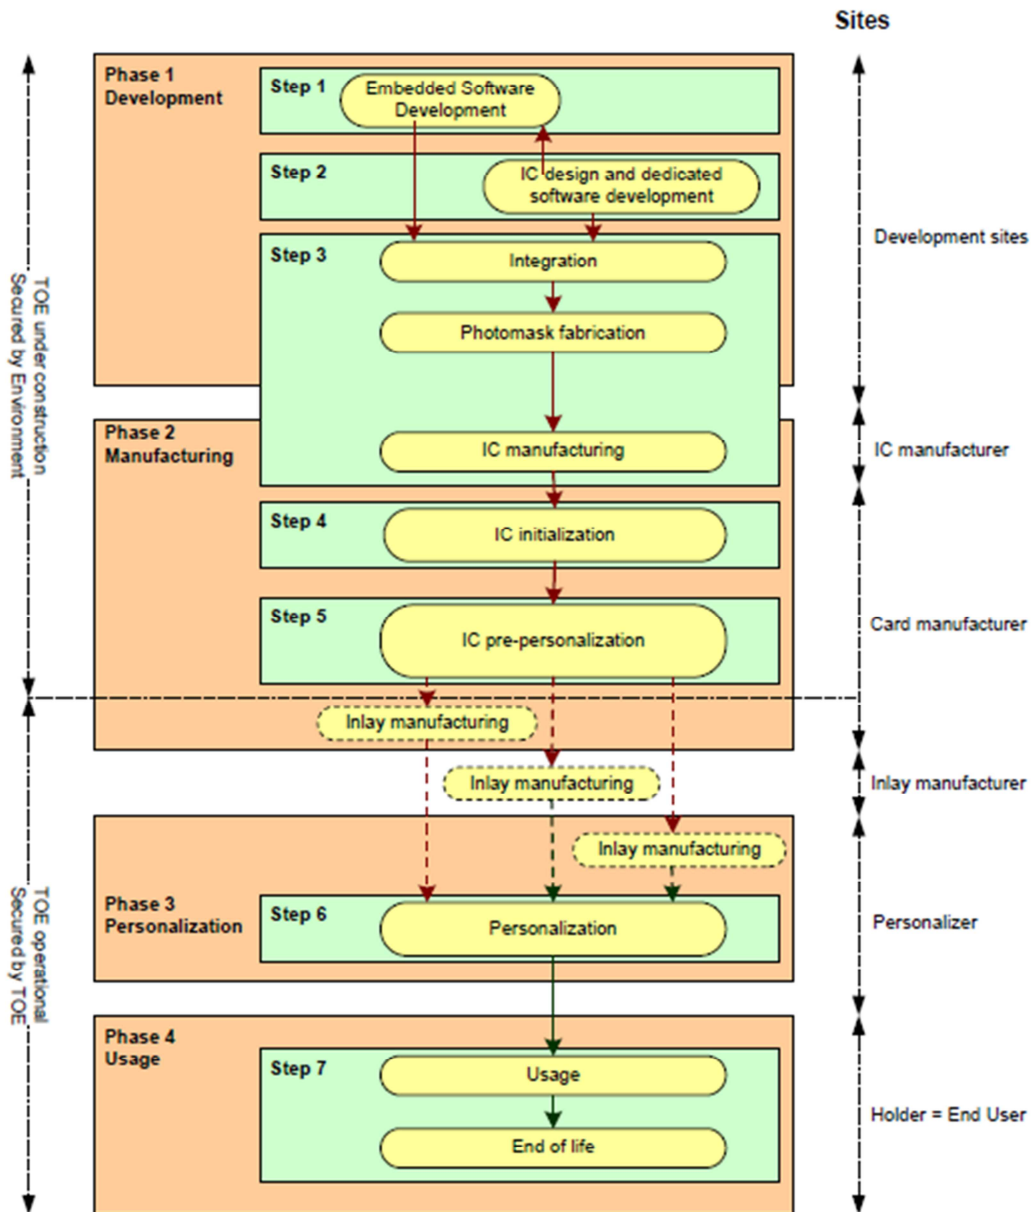 Sites
Phase 1
Development
Step 1
Embedded Software
Development
Step 2
IC design and dedicated
software development
Step 3
Integration
Photomask fabrication
Development sites
TOE under construction
Secured by Environment
Phase 2
Manufacturing
IC manufacturing
IC manufacturer
Step 4
IC initialization
Step 5
IC pre-personalization
Card manufacturer
Inlay manufacturing
Inlay manufacturing
Inlay manufacturer
Inlay manufacturing
TOE operational
Secured by TOE
Phase 3
Personalization
Step 6
Personalization
Personalizer
Phase 4
Usage
Step 7
Usage
End of life
Holder = End User